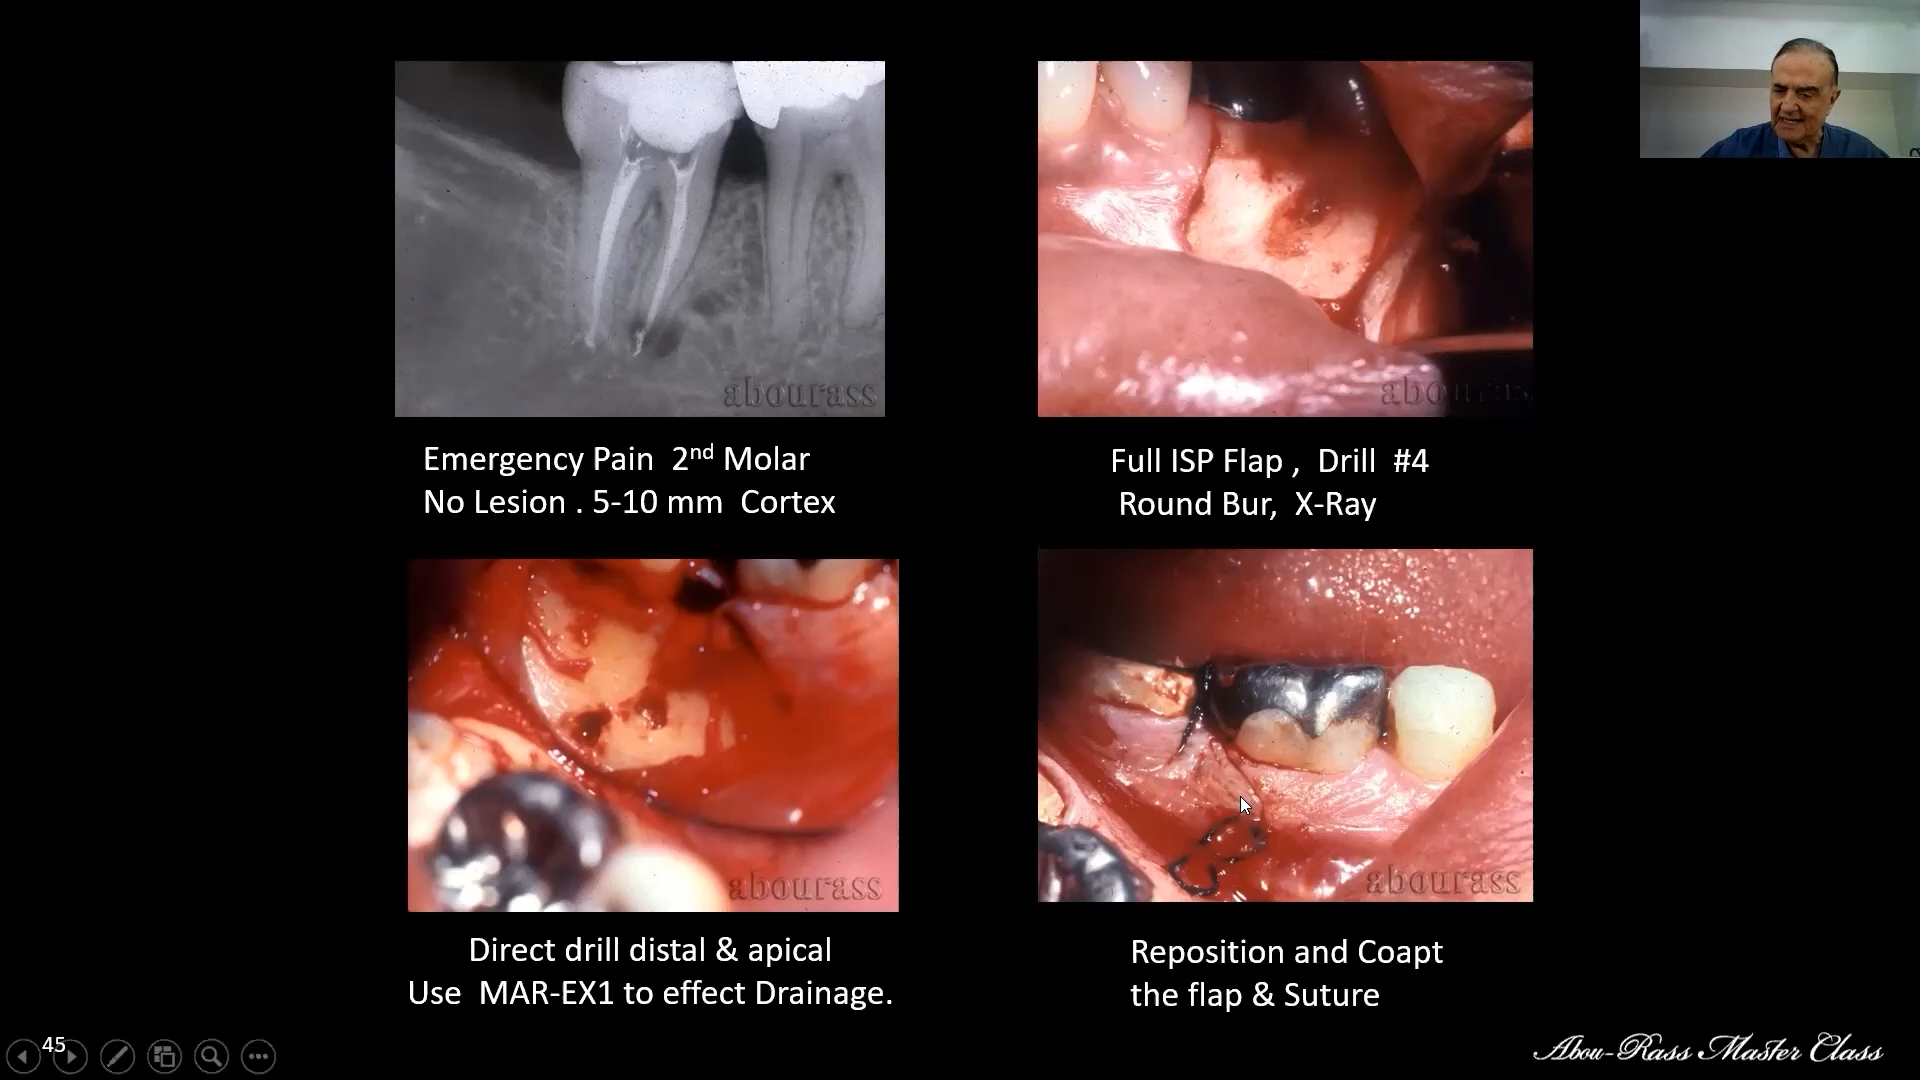 abourass
Emergency Pain 2nd Molar
No Lesion . 5-10 mm Cortex
abourass
Full ISP Flap , Drill #4
Round Bur, X-Ray
abourass
Direct drill distal & apical
Use MAR-EX1 to effect Drainage.
abourass
Reposition and Coapt
the flap & Suture
45
Abou-Rass Master Class